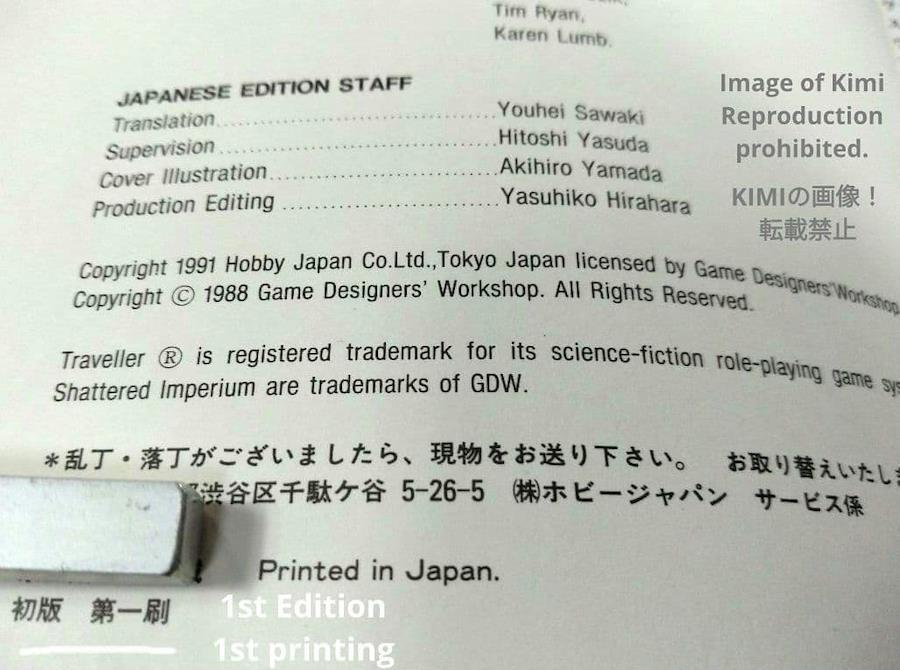 Tim Ryan,
Karen Lumb.
JAPANESE EDITION STAFF
Translation..............................Youhei Sawaki
Supervision..............................Hitoshi Yasuda
Cover Illustration.........................Akihiro Yamada
Production Editing.........................Yasuhiko Hirahara
Image of Kimi
Reproduction
prohibited.
KIMIの画像！
転載禁止
Copyright 1991 Hobby Japan Co.Ltd.,Tokyo Japan licensed by Game Designers'Workshop
Copyright © 1988 Game Designers' Workshop. All Rights Reserved.
Traveller ® is registered trademark for its science-fiction role-playing game
Shattered Imperium are trademarks of GDW.
*乱丁・落丁がございましたら、現物をお送り下さい。 お取り替えいたし
渋谷区千駄ケ谷 5-26-5 ㈱ホビージャパン サービス係
Printed in Japan.
初版 第一刷
1st Edition
1st printing